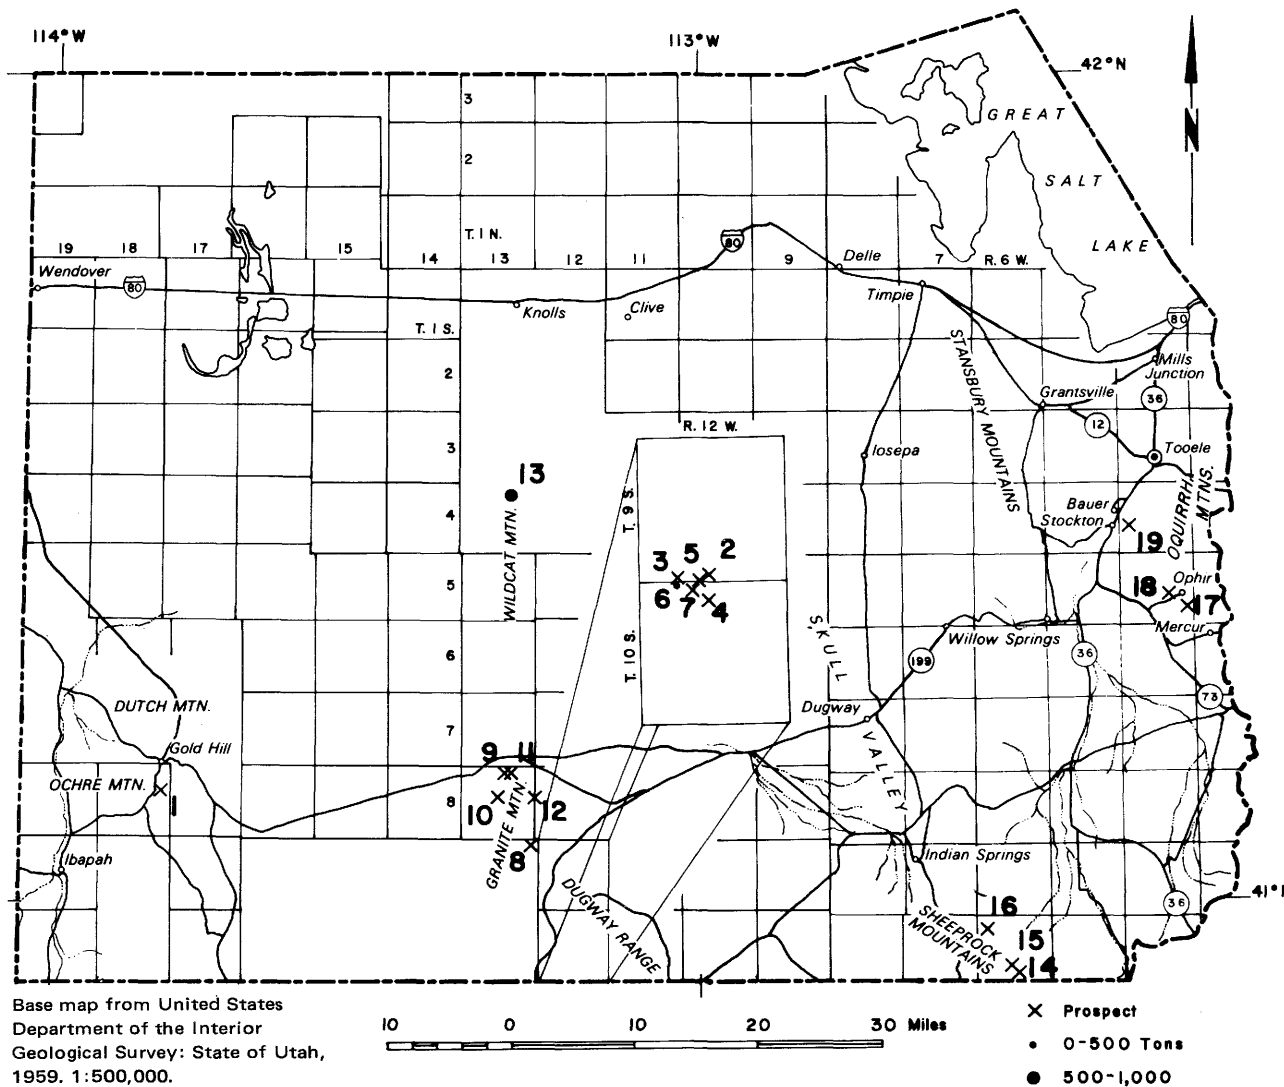 114° W
113° W
42° N
N
3
GREAT
2
SALT
T. 1 N.
LAKE
19 18 17 15 14 13 12 11 80 9 Delle 7 R. 6 W.
Wendover
80
Timpie
Knolls
Clive
80
T. 1 S.
Mills
Junction
2
STANSBURY MOUNTAINS
Grantsville
36
12
R. 12 W.
3
Iosepa
Tooele
13
T. 9 S.
Bauer
Stockton
4
WILDCAT MTN.
OQUIRRH MTNS.
19
3 5 2
5
6 7 4
18 Ophir
17
Mercur
Willow Springs
6
T. 10 S.
SKULL
VALLEY
199
36
73
DUTCH MTN.
Dugway
7
Gold Hill
9 11
OCHRE MTN.
1
8
10 12
GRANITE MTN.
8
Ibapah
Indian Springs
DUGWAY RANGE
16
36
41° 1
SHEEPROCK
MOUNTAINS
15
14
Base map from United States
Department of the Interior
Geological Survey: State of Utah,
1959. 1:500,000.
10 0 10 20 30 Miles
Prospect
0-500 Tons
500-1,000